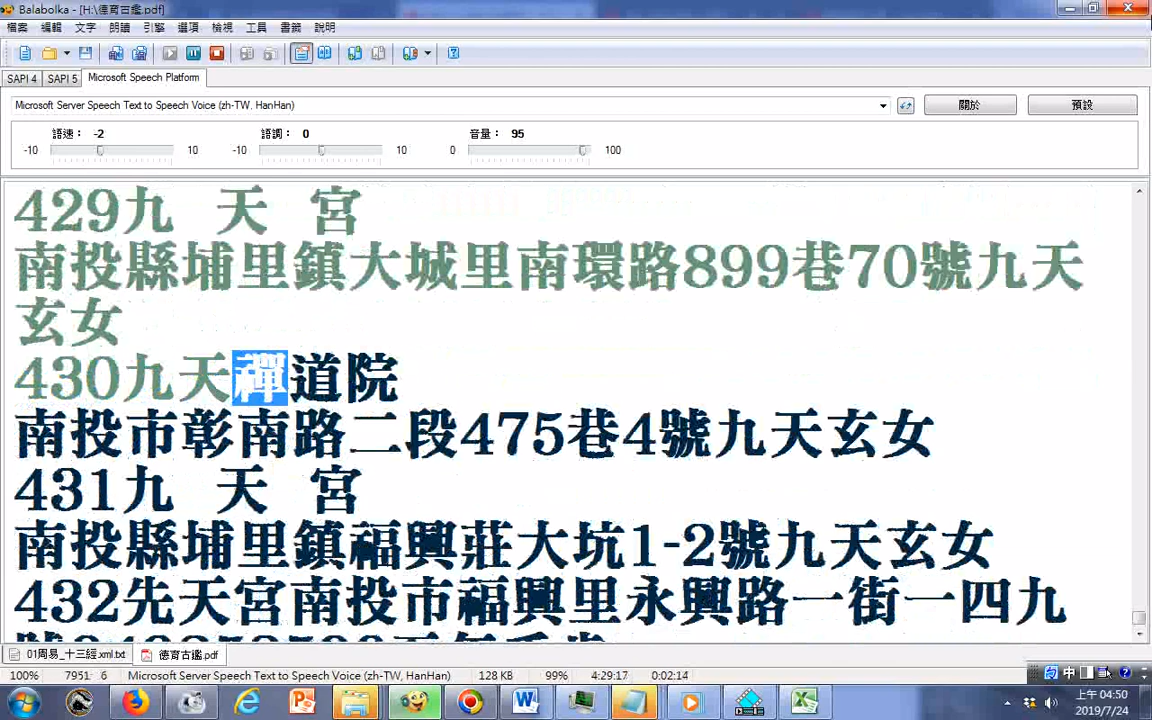 Balabolka - [H:\德育古鑑.pdf]
檔案 編輯 文字 朗讀 引擎 選項 檢視 工具 書籤 說明
SAPI 4 SAPI 5 Microsoft Speech Platform
Microsoft Server Speech Text to Speech Voice (zh-TW, HanHan) 關於 預設
語速： -2 語調： 0 音量： 95
-10 10 -10 10 0 100
429九 天 宮
南投縣埔里鎮大城里南環路899巷70號九天
玄女
430九天禪道院
南投市彰南路二段475巷4號九天玄女
431九 天 宮
南投縣埔里鎮福興莊大坑1-2號九天玄女
432先天宮南投市福興里永興路一街一四九
01周易_十三經.xml.txt 德育古鑑.pdf
100% 7951: 6 Microsoft Server Speech Text to Speech Voice (zh-TW, HanHan) 128 KB 99% 4:29:17 0:02:14
中
上午 04:50
2019/7/24